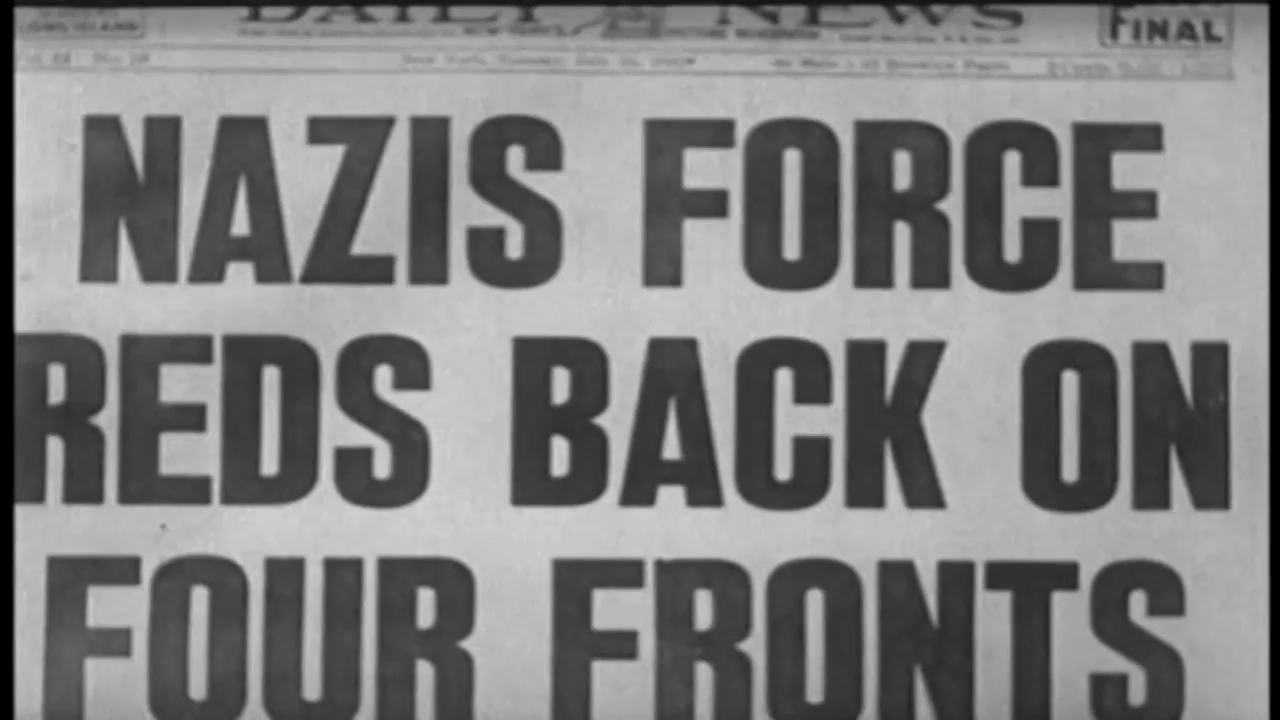 DAILY NEWS
FINAL
NAZIS FORCE
REDS BACK ON
FOUR FRONTS